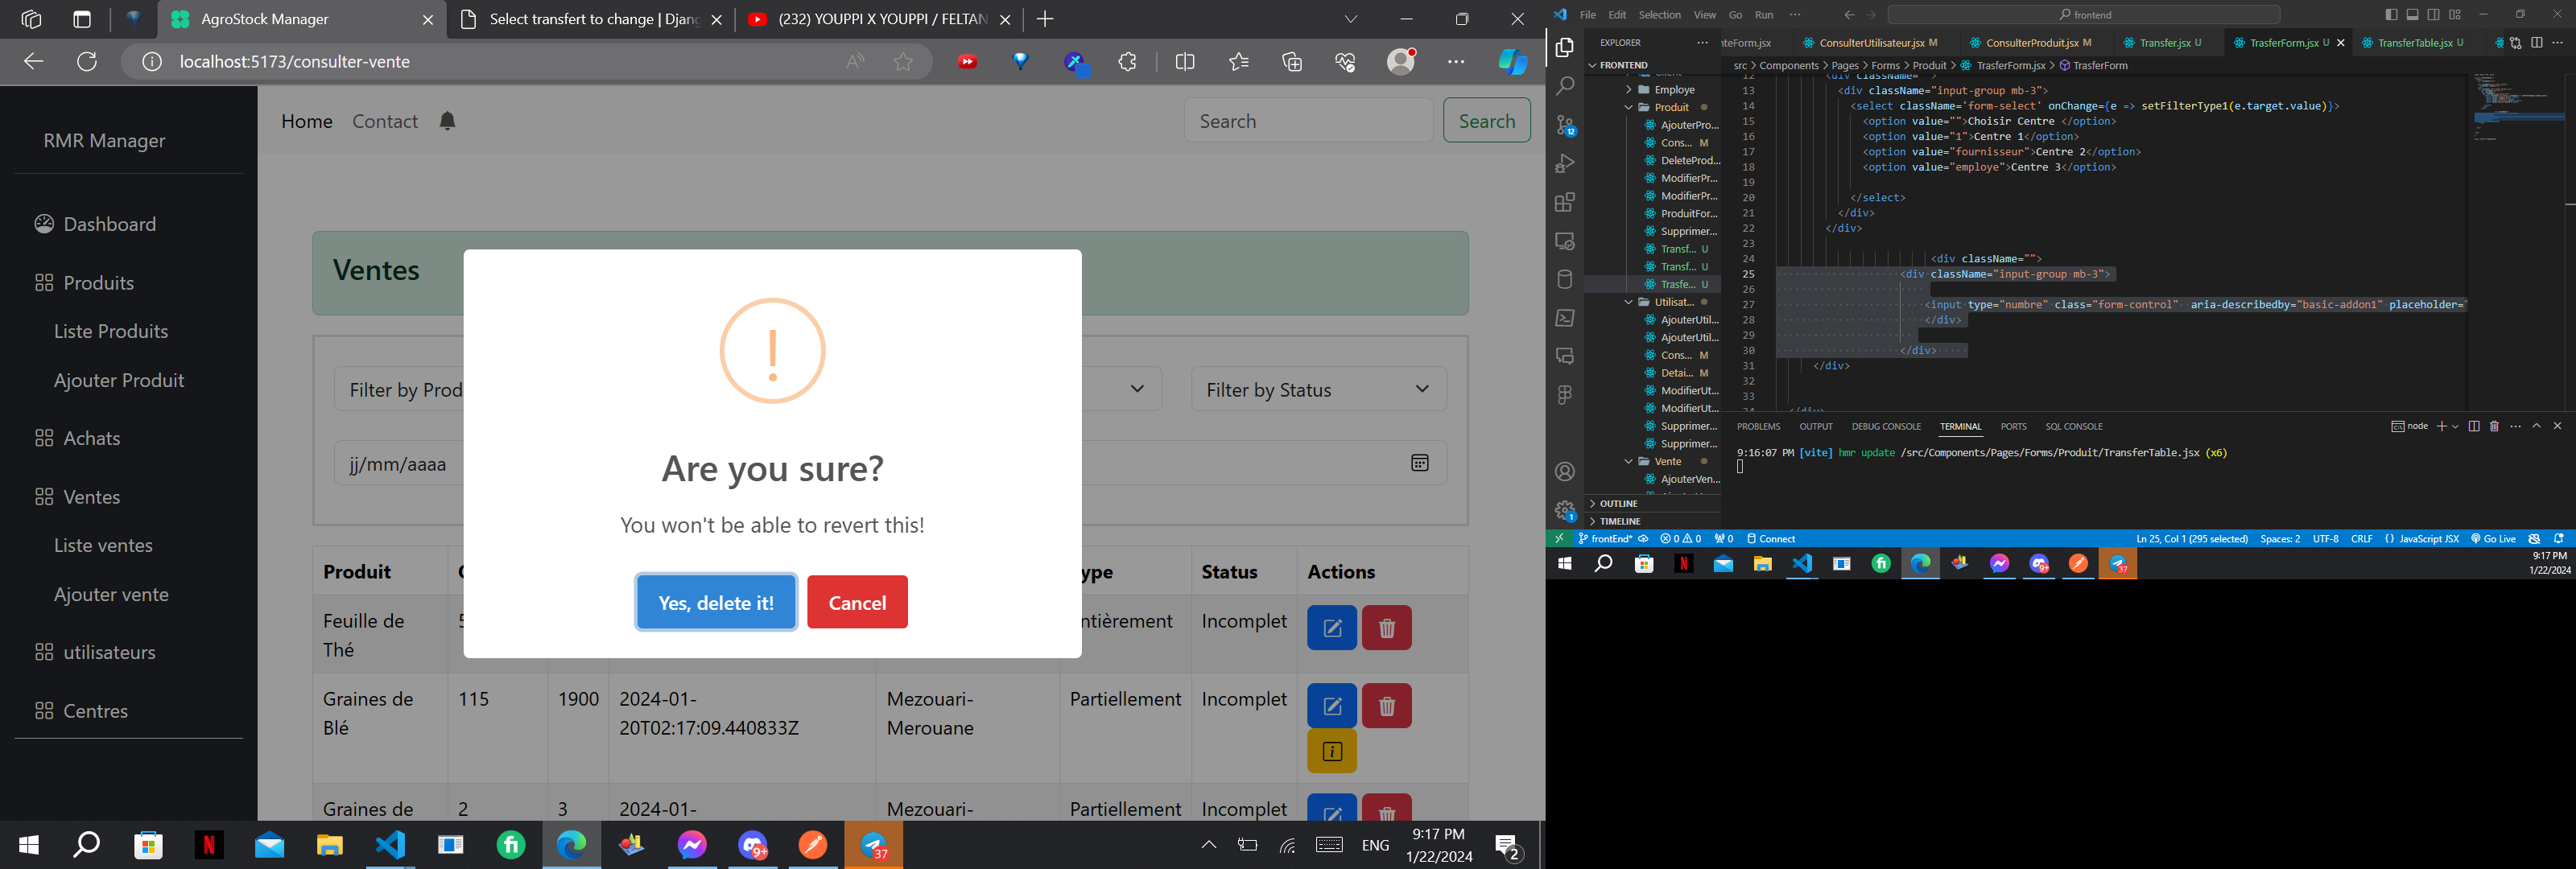 AgroStock Manager
Select transfert to change | Djang
(232) YOUPPI X YOUPPI / FELTAN
localhost:5173/consulter-vente
RMR Manager
Dashboard
Produits
Liste Produits
Ajouter Produit
Achats
Ventes
Liste ventes
Ajouter vente
utilisateurs
Centres
Home Contact
Search Search
Ventes
Filter by Prod
Filter by Status
jj/mm/aaaa
Are you sure?
You won't be able to revert this!
Yes, delete it! Cancel
Produit ype Status Actions
Feuille de Thé 5 ntièrement Incomplet
Graines de Blé 115 1900 2024-01-20T02:17:09.440833Z Mezouari-Merouane Partiellement Incomplet
Graines de 2 3 2024-01- Mezouari- Partiellement Incomplet
ENG
9:17 PM
1/22/2024
2
9+
37
File Edit Selection View Go Run ···
frontend
EXPLORER
nteForm.jsx ConsulterUtilisateur.jsx M ConsulterProduit.jsx M Transfer.jsx U TrasferForm.jsx U TransferTable.jsx U
src > Components > Pages > Forms > Produit > TrasferForm.jsx > TrasferForm
FRONTEND
Employe
Produit
AjouterPro...
Cons... M
DeleteProd...
ModifierPr...
ModifierPr...
ProduitFor...
Supprimer...
Transf... U
Transf... U
Trasfe... U
Utilisat...
AjouterUtil...
AjouterUtil...
Cons... M
Detai... M
ModifierUt...
ModifierUt...
Supprimer...
Supprimer...
Vente
AjouterVen...
OUTLINE
TIMELINE
12 <div className="">
13 <div className="input-group mb-3">
14 <select className='form-select' onChange={e => setFilterType1(e.target.value)}>
15 <option value="">Choisir Centre </option>
16 <option value="1">Centre 1</option>
17 <option value="fournisseur">Centre 2</option>
18 <option value="employe">Centre 3</option>
19
20 </select>
21 </div>
22 </div>
23
24 <div className="">
25 <div className="input-group mb-3">
26
27 <input type="numbre" class="form-control" aria-describedby="basic-addon1" placeholder="
28 </div>
29
30 </div>
31 </div>
32
33
34 </div>
PROBLEMS OUTPUT DEBUG CONSOLE TERMINAL PORTS SQL CONSOLE
node
9:16:07 PM [vite] hmr update /src/Components/Pages/Forms/Produit/TransferTable.jsx (x6)
frontEnd* 0 0 0 Connect
Ln 25, Col 1 (295 selected) Spaces: 2 UTF-8 CRLF {} JavaScript JSX Go Live
9:17 PM
1/22/2024